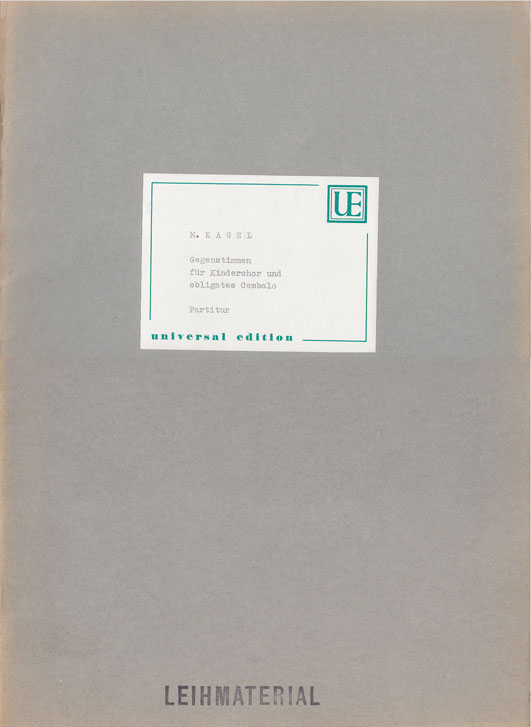 UE
M. KAGEL
Gegenstimmen
für Kinderchor und
obligates Cembalo
Partitur
universal edition
LEIHMATERIAL